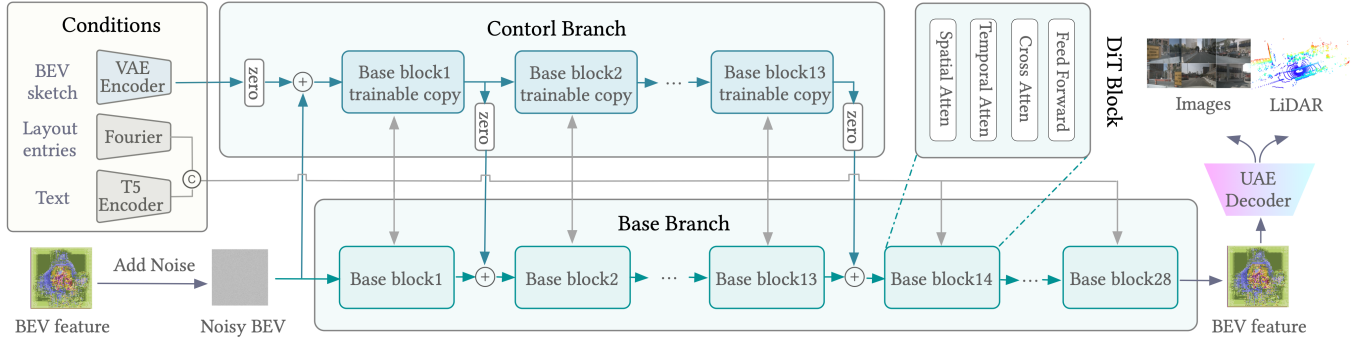 Conditions
BEV
sketch
VAE
Encoder
Layout
entries
Fourier
Text
T5
Encoder
C
zero
Contorl Branch
Base block1
trainable copy
zero
Base block2
trainable copy
...
Base block13
trainable copy
zero
Spatial Atten
Temporal Atten
Cross Atten
Feed Forward
DiT Block
Images
LiDAR
UAE
Decoder
BEV feature
Add Noise
Noisy BEV
Base Branch
Base block1
Base block2
...
Base block13
Base block14
...
Base block28
BEV feature